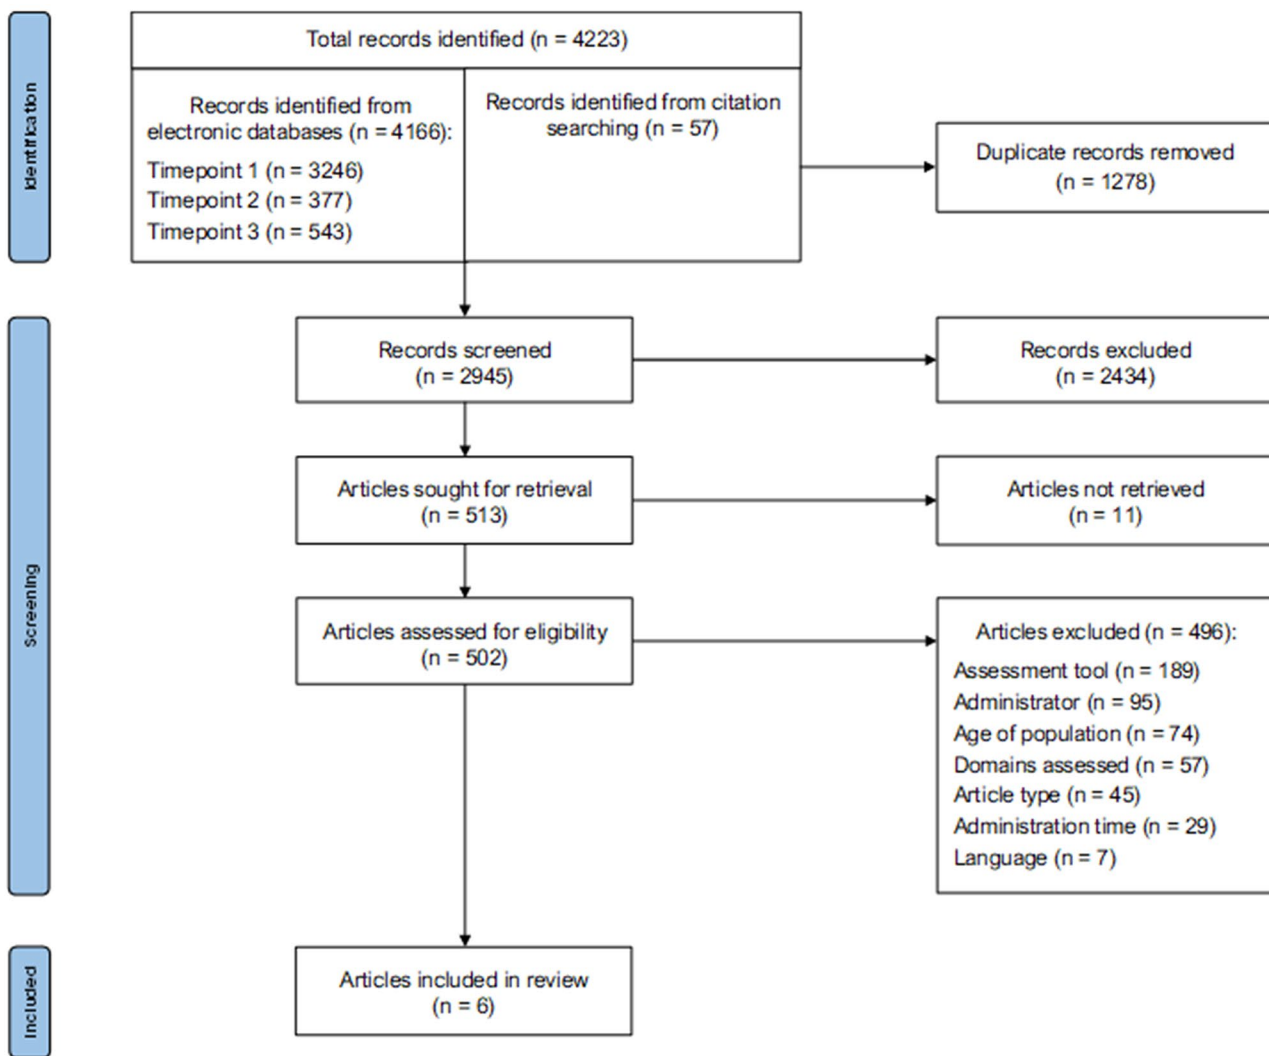 Identification
Total records identified (n = 4223)
Records identified from
electronic databases (n = 4166):
Timepoint 1 (n = 3246)
Timepoint 2 (n = 377)
Timepoint 3 (n = 543)
Records identified from citation
searching (n = 57)
Duplicate records removed
(n = 1278)
Screening
Records screened
(n = 2945)
Records excluded
(n = 2434)
Articles sought for retrieval
(n = 513)
Articles not retrieved
(n = 11)
Articles assessed for eligibility
(n = 502)
Articles excluded (n = 496):
Assessment tool (n = 189)
Administrator (n = 95)
Age of population (n = 74)
Domains assessed (n = 57)
Article type (n = 45)
Administration time (n = 29)
Language (n = 7)
Included
Articles included in review
(n = 6)